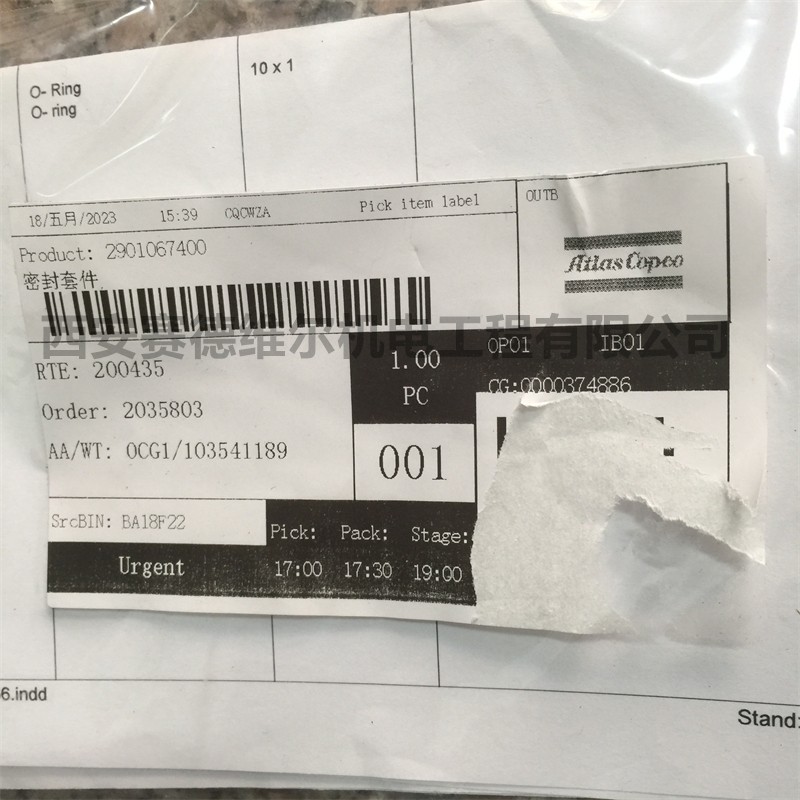 O- Ring
O- ring
10 x 1
18/五月/2023 15:39 CQCWZA Pick item label
OUTB
Product: 2901067400
密封套件
Atlas Copco
西安赛德维尔机电工程有限公司
RTE: 200435
1.00
PC
OP01 IB01
CG:0000374886
Order: 2035803
AA/WT: OCG1/103541189
001
SrcBIN: BA18F22
Pick: Pack: Stage:
Urgent
17:00 17:30 19:00
6.indd
Stand: